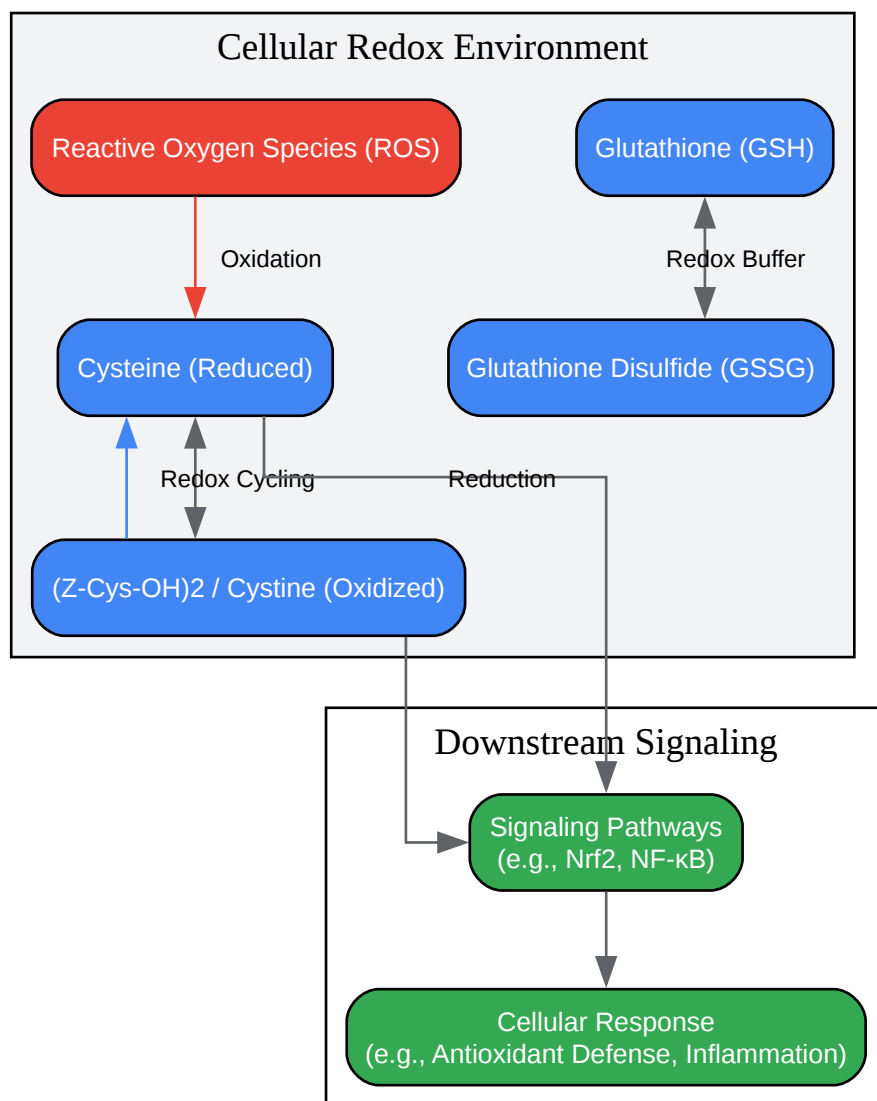 Cellular Redox Environment
Reactive Oxygen Species (ROS)
Glutathione (GSH)
Oxidation
Redox Buffer
Cysteine (Reduced)
Glutathione Disulfide (GSSG)
Redox Cycling
Reduction
(Z-Cys-OH)2 / Cystine (Oxidized)
Downstream Signaling
Signaling Pathways
(e.g., Nrf2, NF-κB)
Cellular Response
(e.g., Antioxidant Defense, Inflammation)